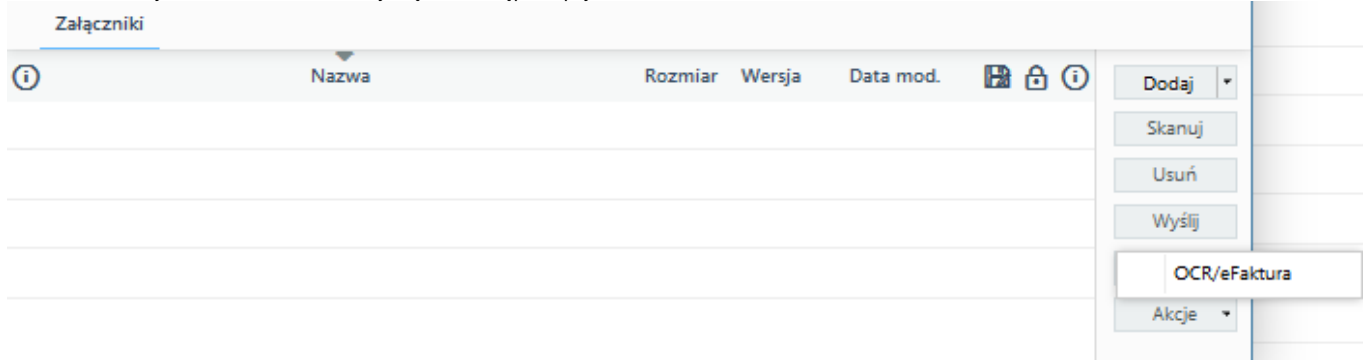 Załączniki
Nazwa Rozmiar Wersja Data mod.
Dodaj
Skanuj
Usuń
Wyślij
OCR/eFaktura
Akcje